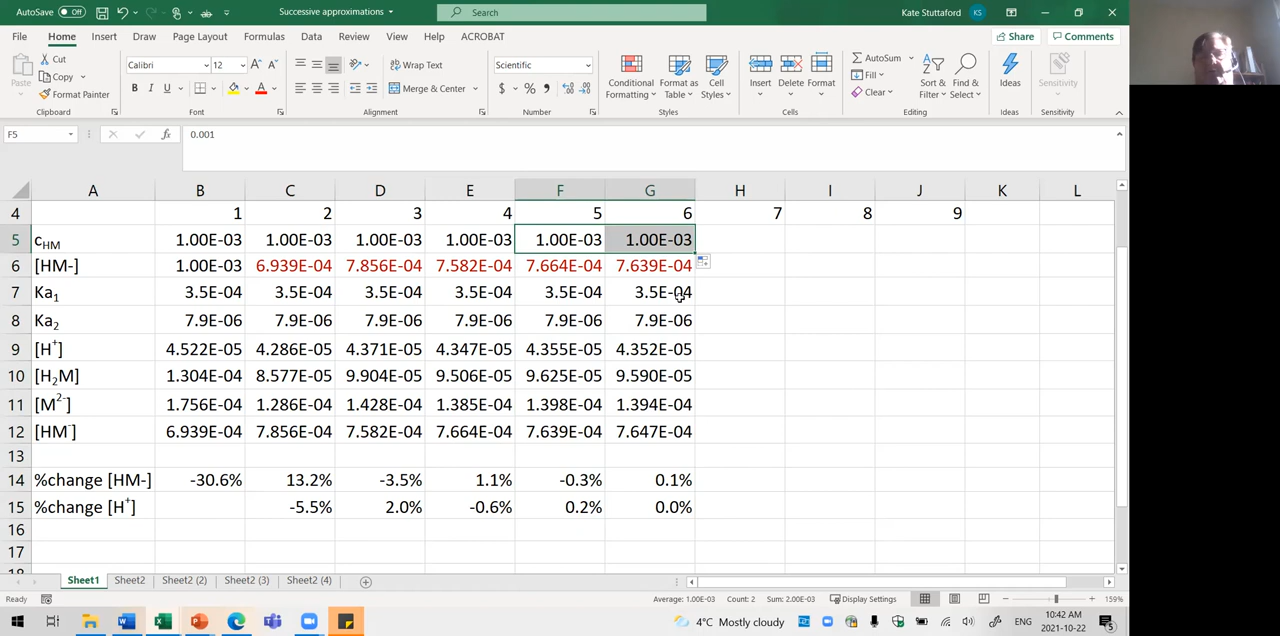 AutoSave Off Successive approximations Search Kate Stuttaford KS
File Home Insert Draw Page Layout Formulas Data Review View Help ACROBAT Share Comments
Paste Cut Copy Format Painter Clipboard
Calibri 12 B I U A Font
Wrap Text Merge & Center Alignment
Scientific $ % , Number
Conditional Formatting Format as Table Cell Styles Styles
Insert Delete Format Cells
AutoSum Fill Clear Sort & Filter Find & Select Editing
Ideas Ideas
Sensitivity Sensitivity
F5 fx 0.001
A B C D E F G H I J K L
4 1 2 3 4 5 6 7 8 9
5 cHM 1.00E-03 1.00E-03 1.00E-03 1.00E-03 1.00E-03 1.00E-03
6 [HM-] 1.00E-03 6.939E-04 7.856E-04 7.582E-04 7.664E-04 7.639E-04
7 Ka1 3.5E-04 3.5E-04 3.5E-04 3.5E-04 3.5E-04 3.5E-04
8 Ka2 7.9E-06 7.9E-06 7.9E-06 7.9E-06 7.9E-06 7.9E-06
9 [H+] 4.522E-05 4.286E-05 4.371E-05 4.347E-05 4.355E-05 4.352E-05
10 [H2M] 1.304E-04 8.577E-05 9.904E-05 9.506E-05 9.625E-05 9.590E-05
11 [M2-] 1.756E-04 1.286E-04 1.428E-04 1.385E-04 1.398E-04 1.394E-04
12 [HM-] 6.939E-04 7.856E-04 7.582E-04 7.664E-04 7.639E-04 7.647E-04
13
14 %change [HM-] -30.6% 13.2% -3.5% 1.1% -0.3% 0.1%
15 %change [H+] -5.5% 2.0% -0.6% 0.2% 0.0%
16
17
18
Sheet1 Sheet2 Sheet2 (2) Sheet2 (3) Sheet2 (4)
Ready Average: 1.00E-03 Count: 2 Sum: 2.00E-03 Display Settings 159%
4°C Mostly cloudy ENG 10:42 AM
2021-10-22 5